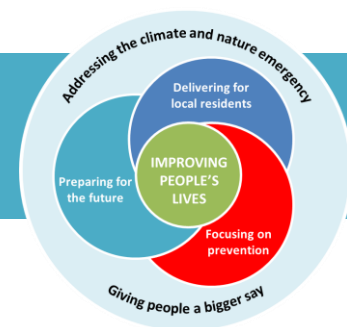 Addressing the climate and nature emergency
Delivering for
local residents
IMPROVING
PEOPLE'S
LIVES
Preparing for
the future
Focusing on
prevention
Giving people a bigger say